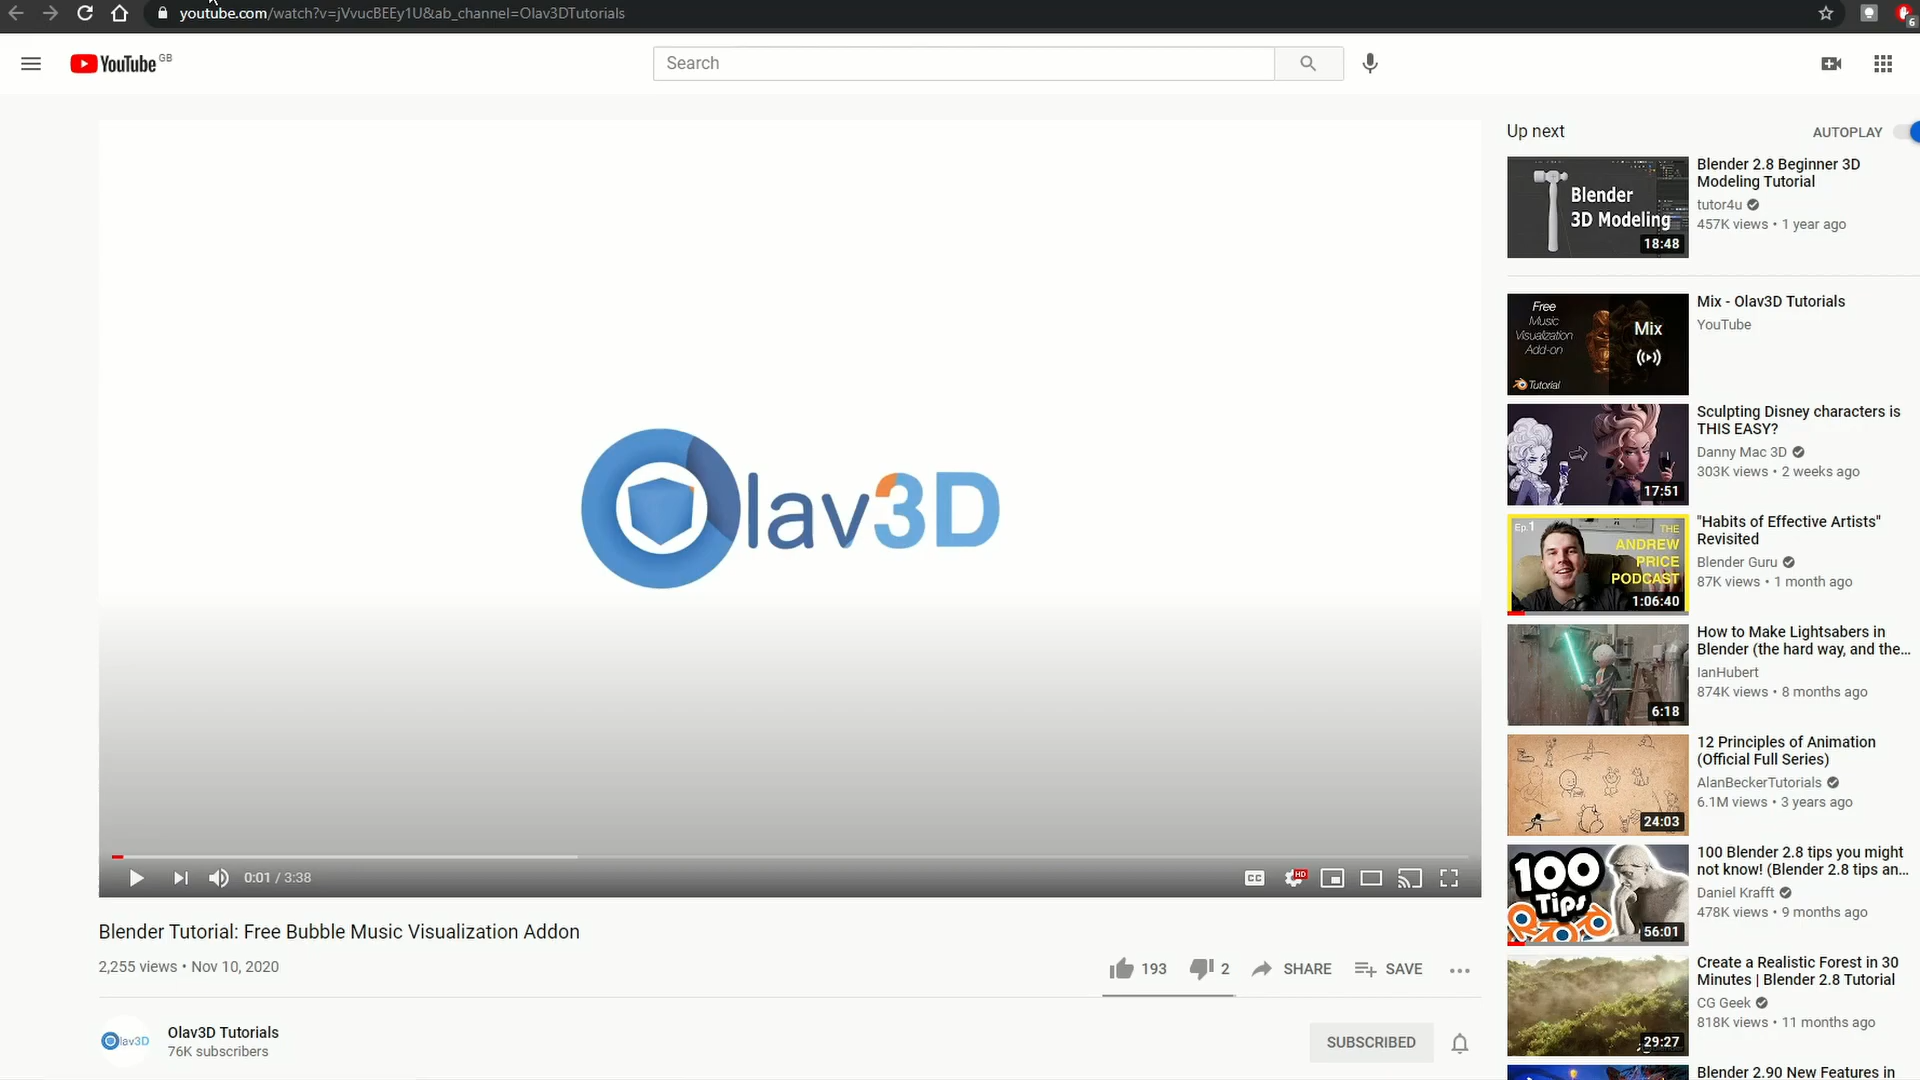 youtube.com/watch?v=jVvucBEEy1U&ab_channel=Olav3DTutorials
6
YouTube GB
Search
Olav3D
0:01 / 3:38
CC
HD
Blender Tutorial: Free Bubble Music Visualization Addon
2,255 views • Nov 10, 2020
193
2
SHARE
SAVE
Olav3D
Olav3D Tutorials
76K subscribers
SUBSCRIBED
Up next
AUTOPLAY
Blender
3D Modeling
18:48
Blender 2.8 Beginner 3D
Modeling Tutorial
tutor4u
457K views • 1 year ago
Free
Music
Visualization
Add-on
Tutorial
Mix
Mix - Olav3D Tutorials
YouTube
17:51
Sculpting Disney characters is
THIS EASY?
Danny Mac 3D
303K views • 2 weeks ago
Ep.1
THE
ANDREW
PRICE
PODCAST
1:06:40
"Habits of Effective Artists"
Revisited
Blender Guru
87K views • 1 month ago
6:18
How to Make Lightsabers in
Blender (the hard way, and the...
IanHubert
874K views • 8 months ago
24:03
12 Principles of Animation
(Official Full Series)
AlanBeckerTutorials
6.1M views • 3 years ago
100
Tips
56:01
100 Blender 2.8 tips you might
not know! (Blender 2.8 tips an...
Daniel Krafft
478K views • 9 months ago
29:27
Create a Realistic Forest in 30
Minutes | Blender 2.8 Tutorial
CG Geek
818K views • 11 months ago
Blender 2.90 New Features in